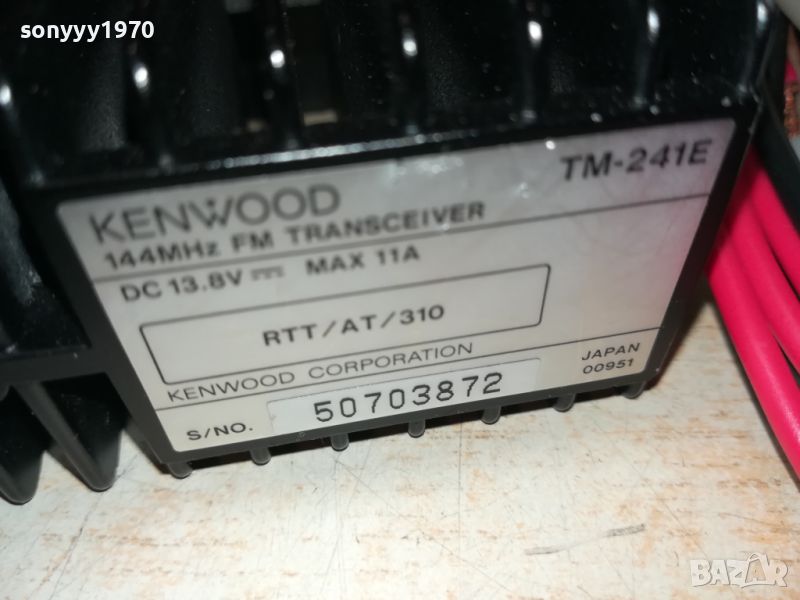 sonyyy1970
KENWOOD
TM-241E
144MHz FM TRANSCEIVER
DC 13.8V MAX 11A
RTT/AT/310
KENWOOD CORPORATION
JAPAN
00951
S/NO. 50703872
BAZAR